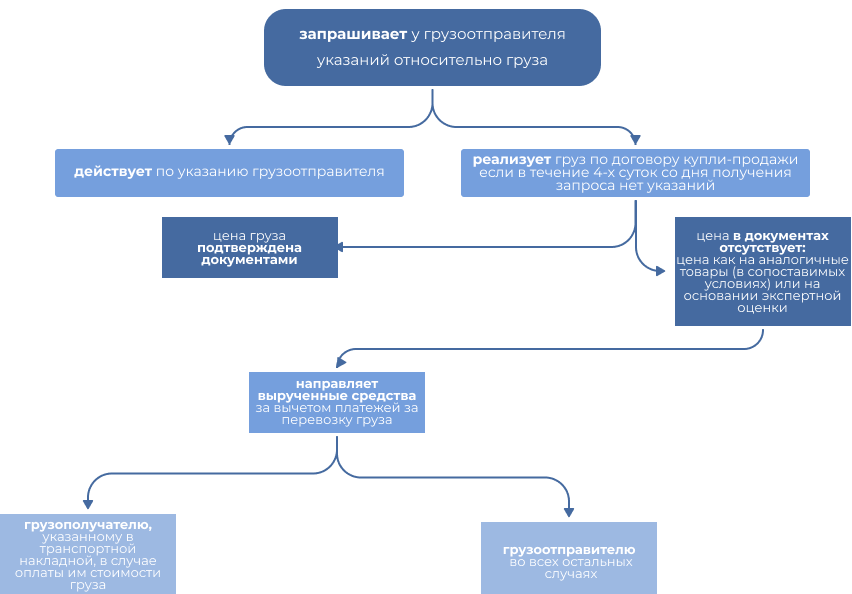 запрашивает у грузоотправителя
указаний относительно груза
действует по указанию грузоотправителя
реализует груз по договору купли-продажи
если в течение 4-х суток со дня получения
запроса нет указаний
цена груза
подтверждена
документами
цена в документах
отсутствует:
цена как на аналогичные
товары (в сопоставимых
условиях) или на
основании экспертной
оценки
направляет
вырученные средства
за вычетом платежей за
перевозку груза
грузополучателю,
указанному в
транспортной
накладной, в случае
оплаты им стоимости
груза
грузоотправителю
во всех остальных
случаях